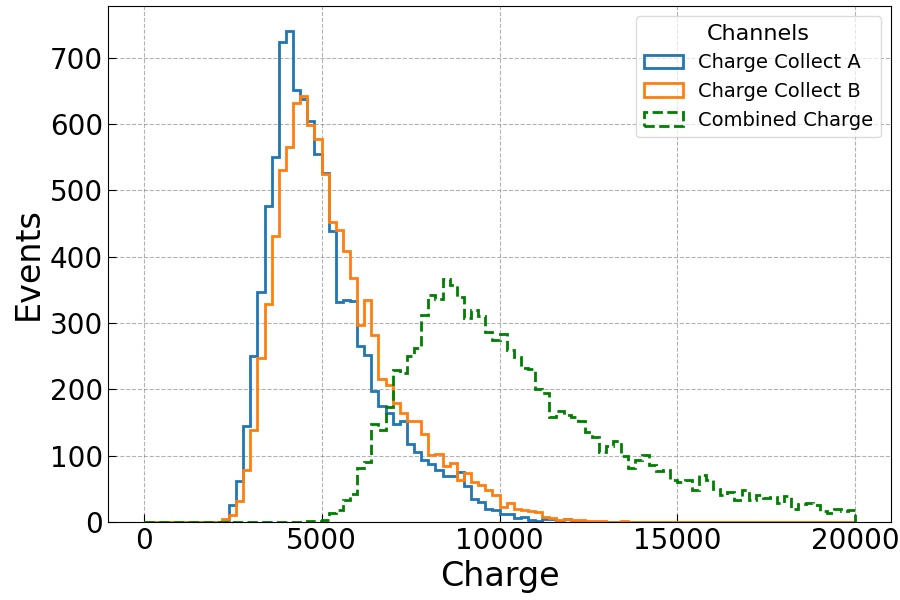 Channels
Charge Collect A
Charge Collect B
Combined Charge
Events
700
600
500
400
300
200
100
0
0 5000 10000 15000 20000
Charge